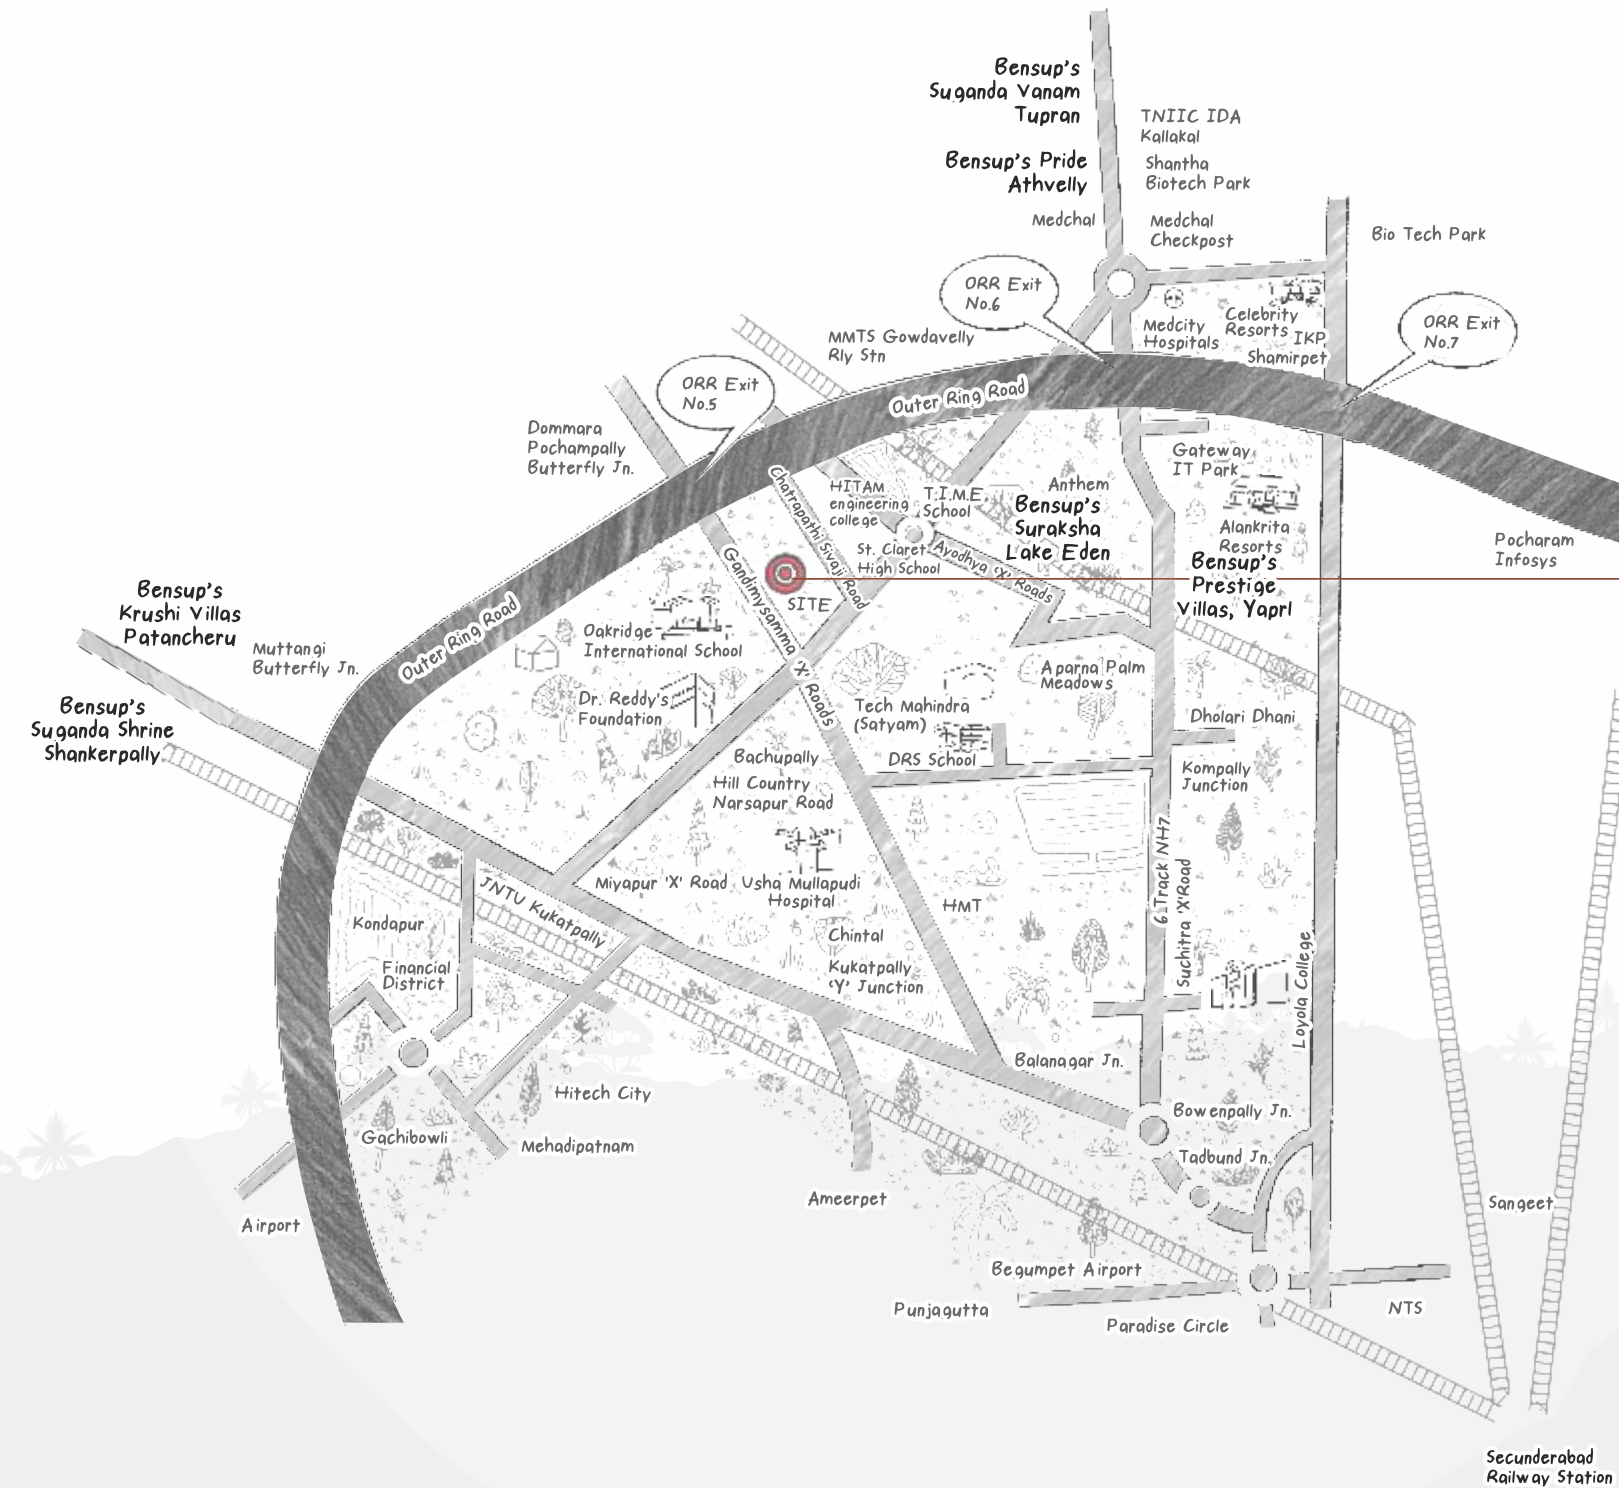 Bensup's
Suganda Vanam
Tupran
TNIIC IDA
Kallakal
Bensup's Pride
Athvelly
Shantha
Biotech Park
Medchal
Medchal
Checkpost
Bio Tech Park
ORR Exit
No.6
Medcity
Hospitals
Celebrity
Resorts
IKP
Shamirpet
ORR Exit
No.7
MMTS Gowdavelly
Rly Stn
ORR Exit
No.5
Outer Ring Road
Dommara
Pochampally
Butterfly Jn.
Gateway
IT Park
Chatrapathi Sivaji Road
HITAM
engineering
college
T.I.M.E.
School
Anthem
Bensup's
Suraksha
Lake Eden
Alankrita
Resorts
Bensup's
Prestige
Villas, Yaprl
Pocharam
Infosys
St. Claret
High School
Ayodhya 'X' Roads
SITE
Gandimysamma 'X' Roads
Bensup's
Krushi Villas
Patancheru
Muttangi
Butterfly Jn.
Outer Ring Road
Oakridge
International School
Aparna Palm
Meadows
Bensup's
Suganda Shrine
Shankerpally
Dr. Reddy's
Foundation
Tech Mahindra
(Satyam)
Dholari Dhani
Bachupally
DRS School
Kompally
Junction
Hill Country
Narsapur Road
6 Track NH7
Suchitra 'X'Road
Miyapur 'X' Road
Usha Mullapudi
Hospital
JNTU Kukatpally
HMT
Kondapur
Chintal
Kukatpally
'Y' Junction
Financial
District
Loyola College
Balanagar Jn.
Hitech City
Bowenpally Jn.
Gachibowli
Mehadipatnam
Tadbund Jn.
Ameerpet
Sangeet
Airport
Begumpet Airport
Punjagutta
Paradise Circle
NTS
Secunderabad
Railway Station